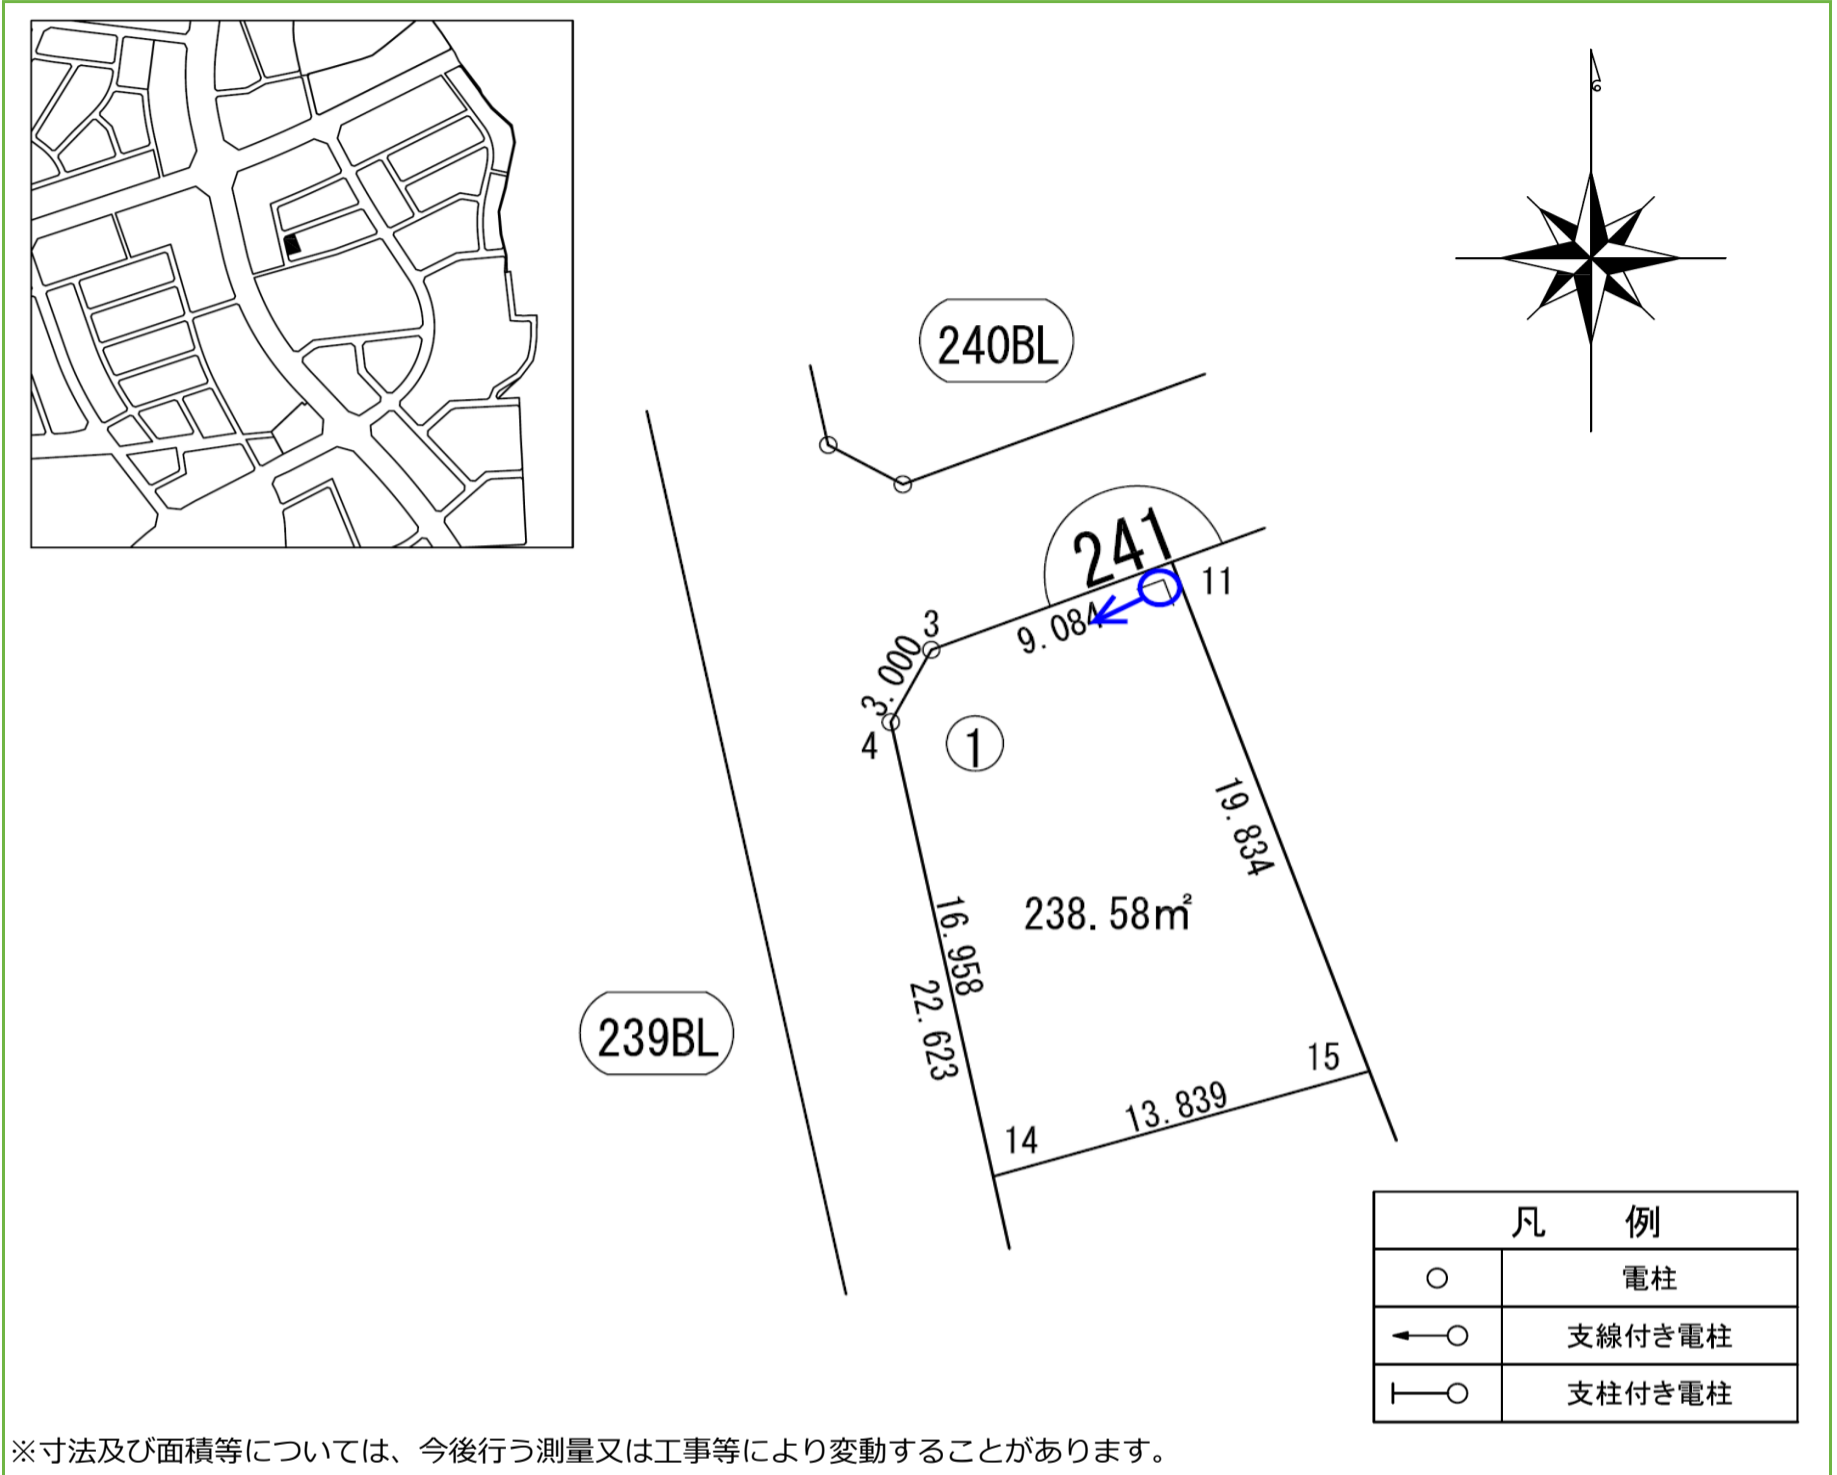 240BL
241
11
3
9.084
3.000
4
1
19.834
238.58㎡
16.958
22.623
239BL
15
13.839
14
凡 例
電柱
支線付き電柱
支柱付き電柱
※寸法及び面積等については、今後行う測量又は工事等により変動することがあります。